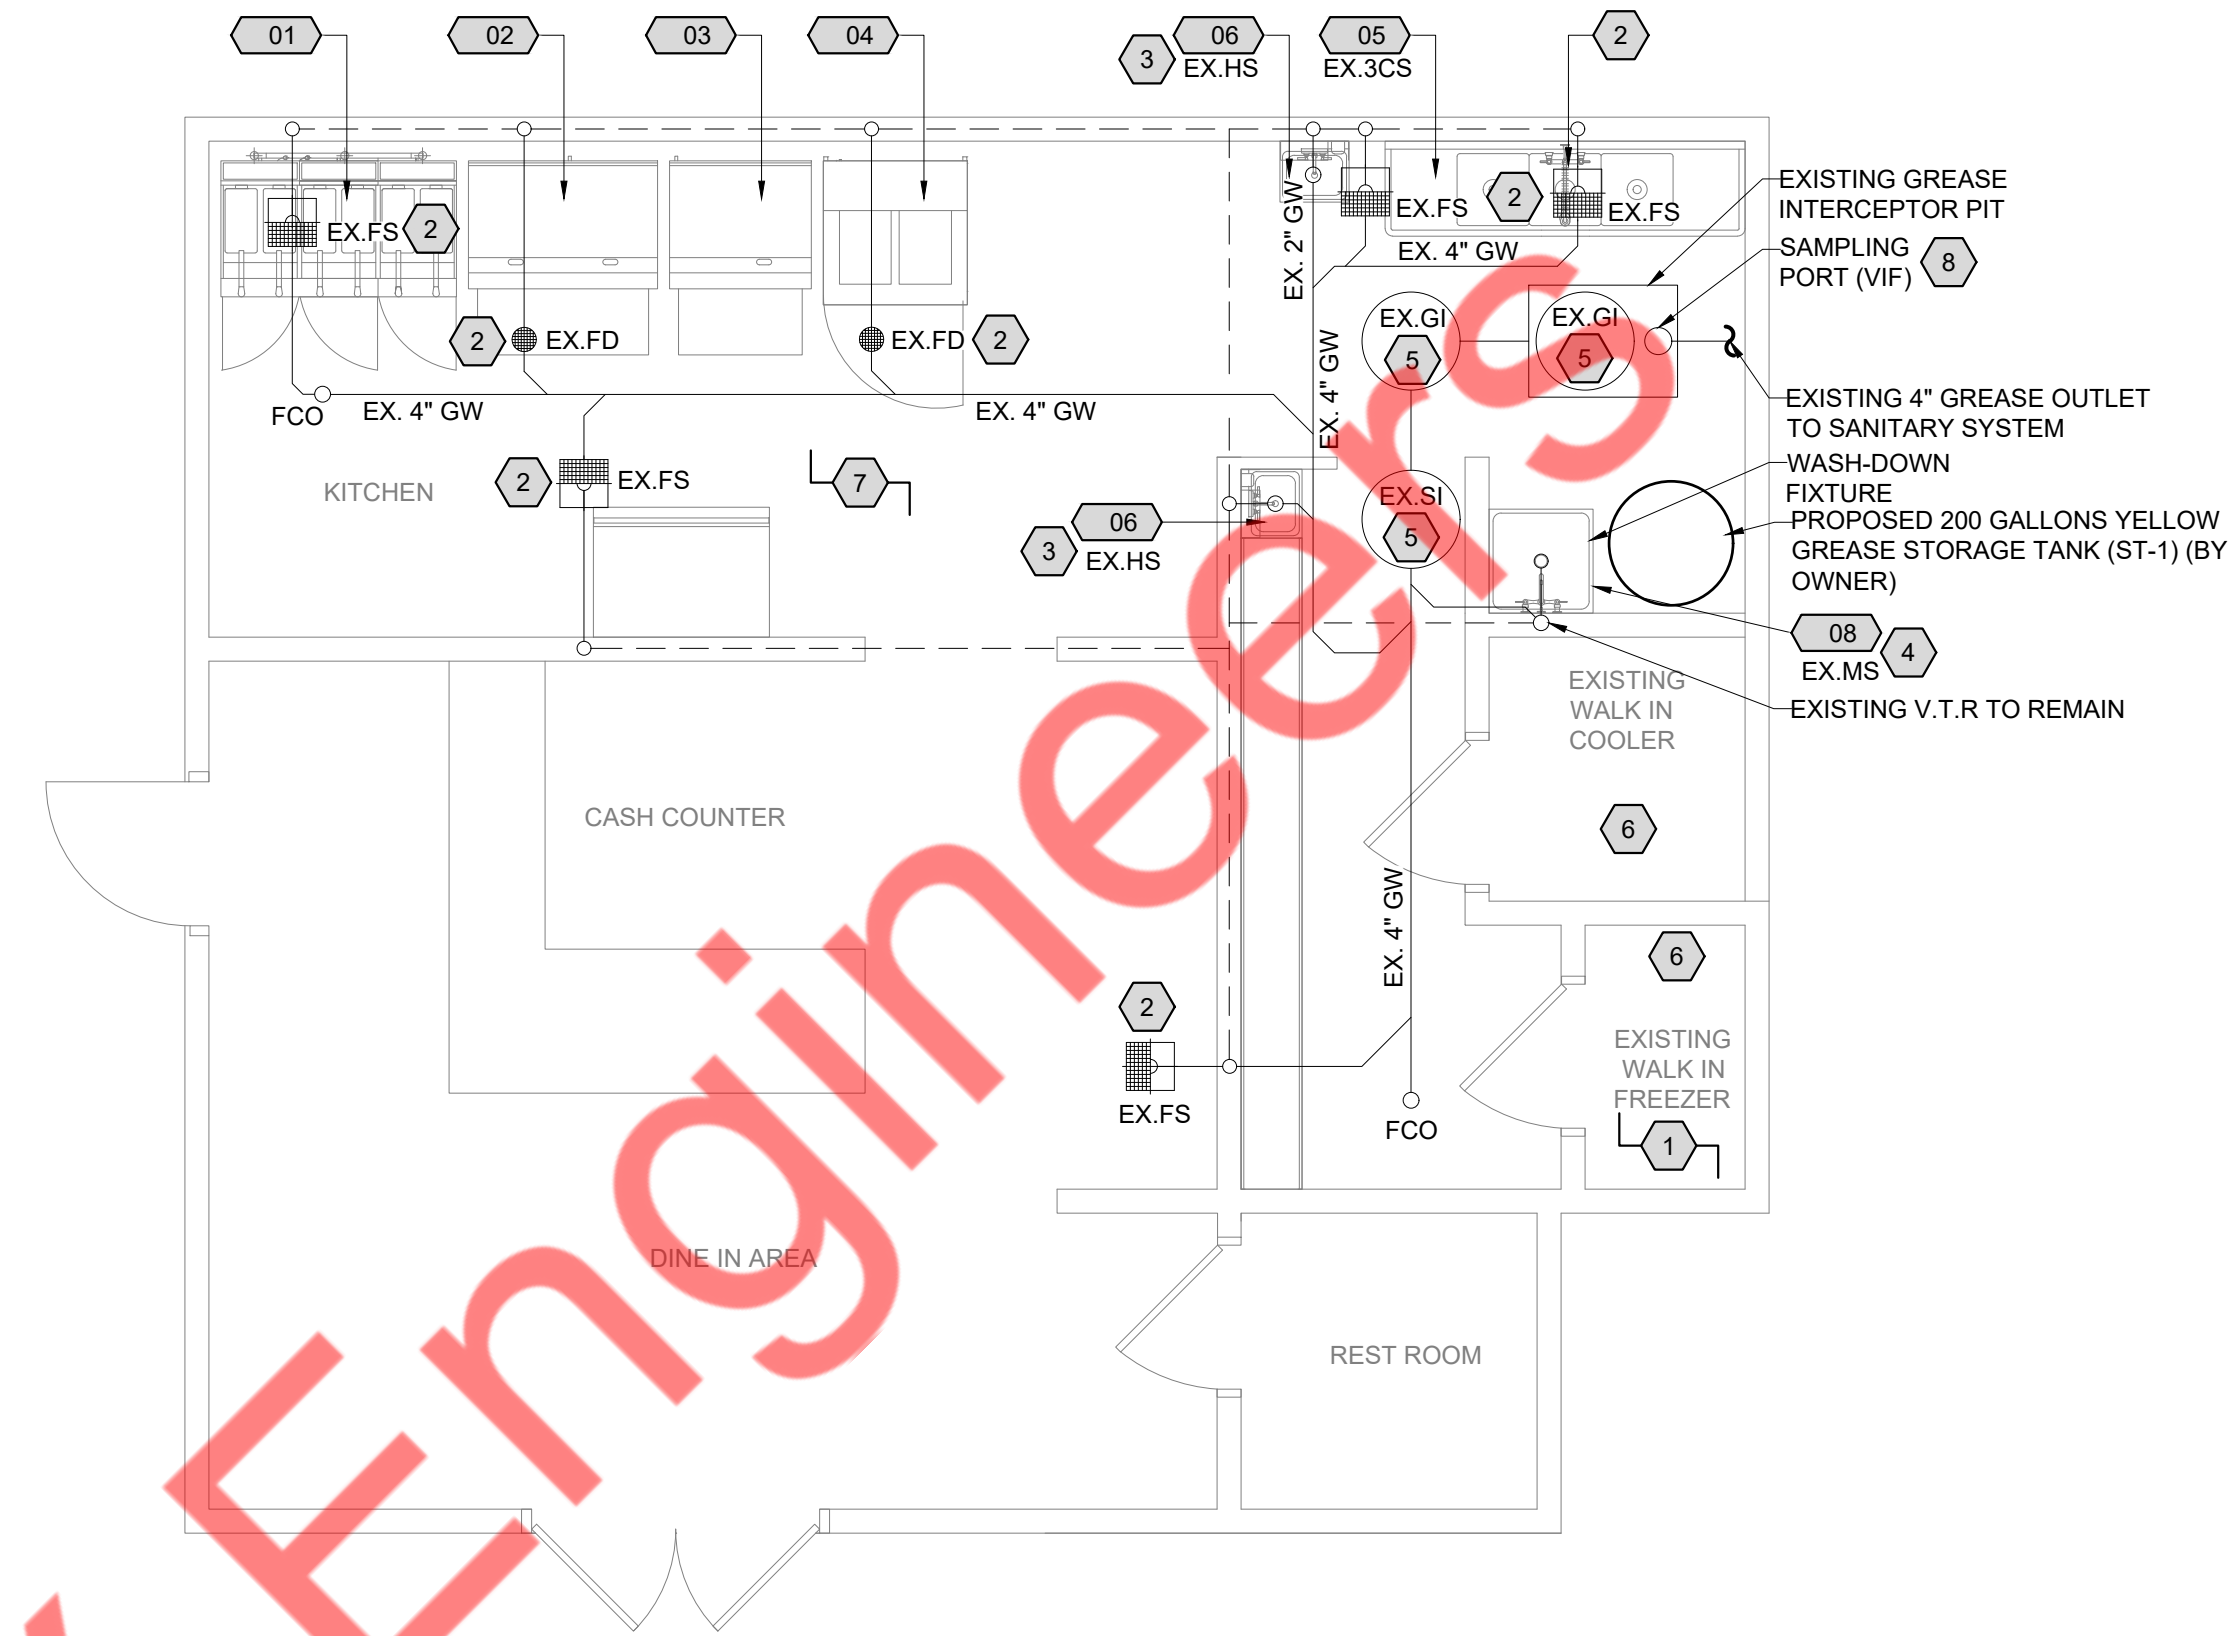 01
02
03
04
3
06
EX.HS
05
EX.3CS
2
EX.FS
2
EX. 2" GW
EX.FS
2
EX.FS
EX. 4" GW
EXISTING GREASE
INTERCEPTOR PIT
SAMPLING
PORT (VIF)
8
2
EX.FD
EX.FD
2
EX.GI
5
EX.GI
5
EX. 4" GW
FCO
EX. 4" GW
EX. 4" GW
EXISTING 4" GREASE OUTLET
TO SANITARY SYSTEM
WASH-DOWN
FIXTURE
PROPOSED 200 GALLONS YELLOW
GREASE STORAGE TANK (ST-1) (BY
OWNER)
KITCHEN
2
EX.FS
7
3
06
EX.HS
EX.SI
5
08
EX.MS
4
EXISTING V.T.R TO REMAIN
EXISTING
WALK IN
COOLER
6
CASH COUNTER
EX. 4" GW
6
EXISTING
WALK IN
FREEZER
1
2
EX.FS
FCO
DINE IN AREA
REST ROOM
Engineers